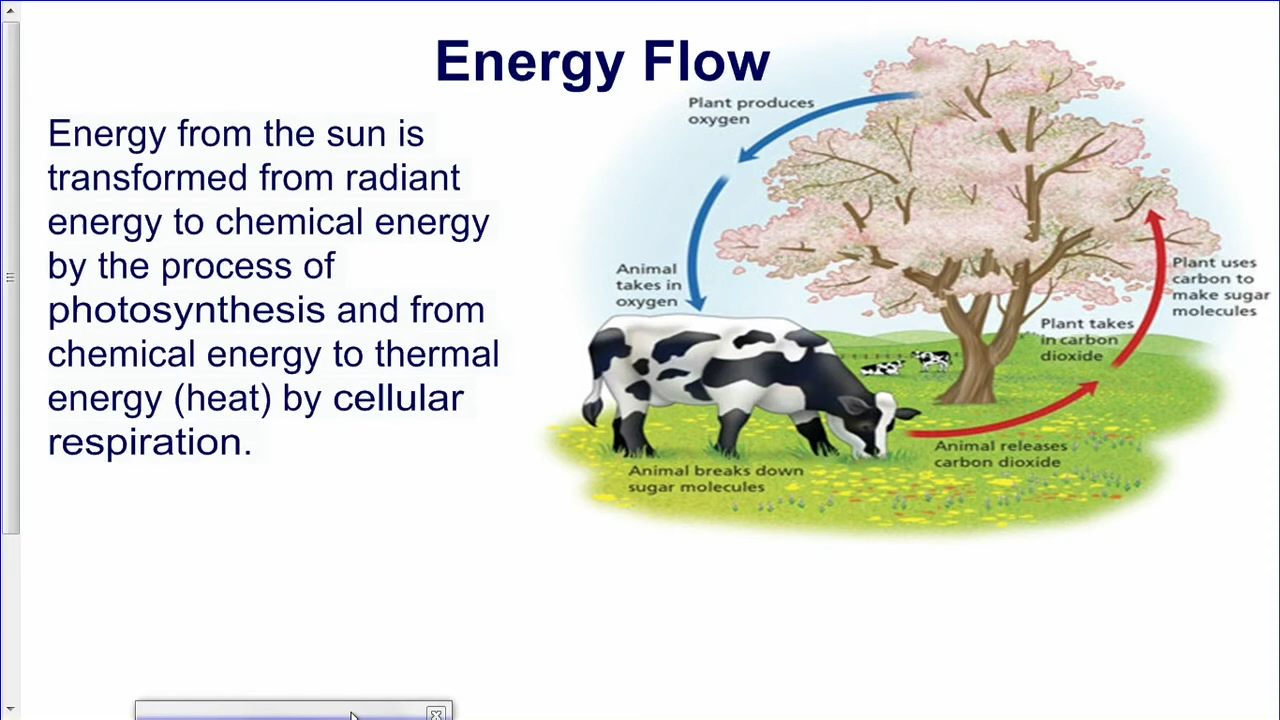 Energy Flow
Energy from the sun is
transformed from radiant
energy to chemical energy
by the process of
photosynthesis and from
chemical energy to thermal
energy (heat) by cellular
respiration.
Plant produces
oxygen
Animal
takes in
oxygen
Plant uses
carbon to
make sugar
molecules
Plant takes
in carbon
dioxide
Animal releases
carbon dioxide
Animal breaks down
sugar molecules